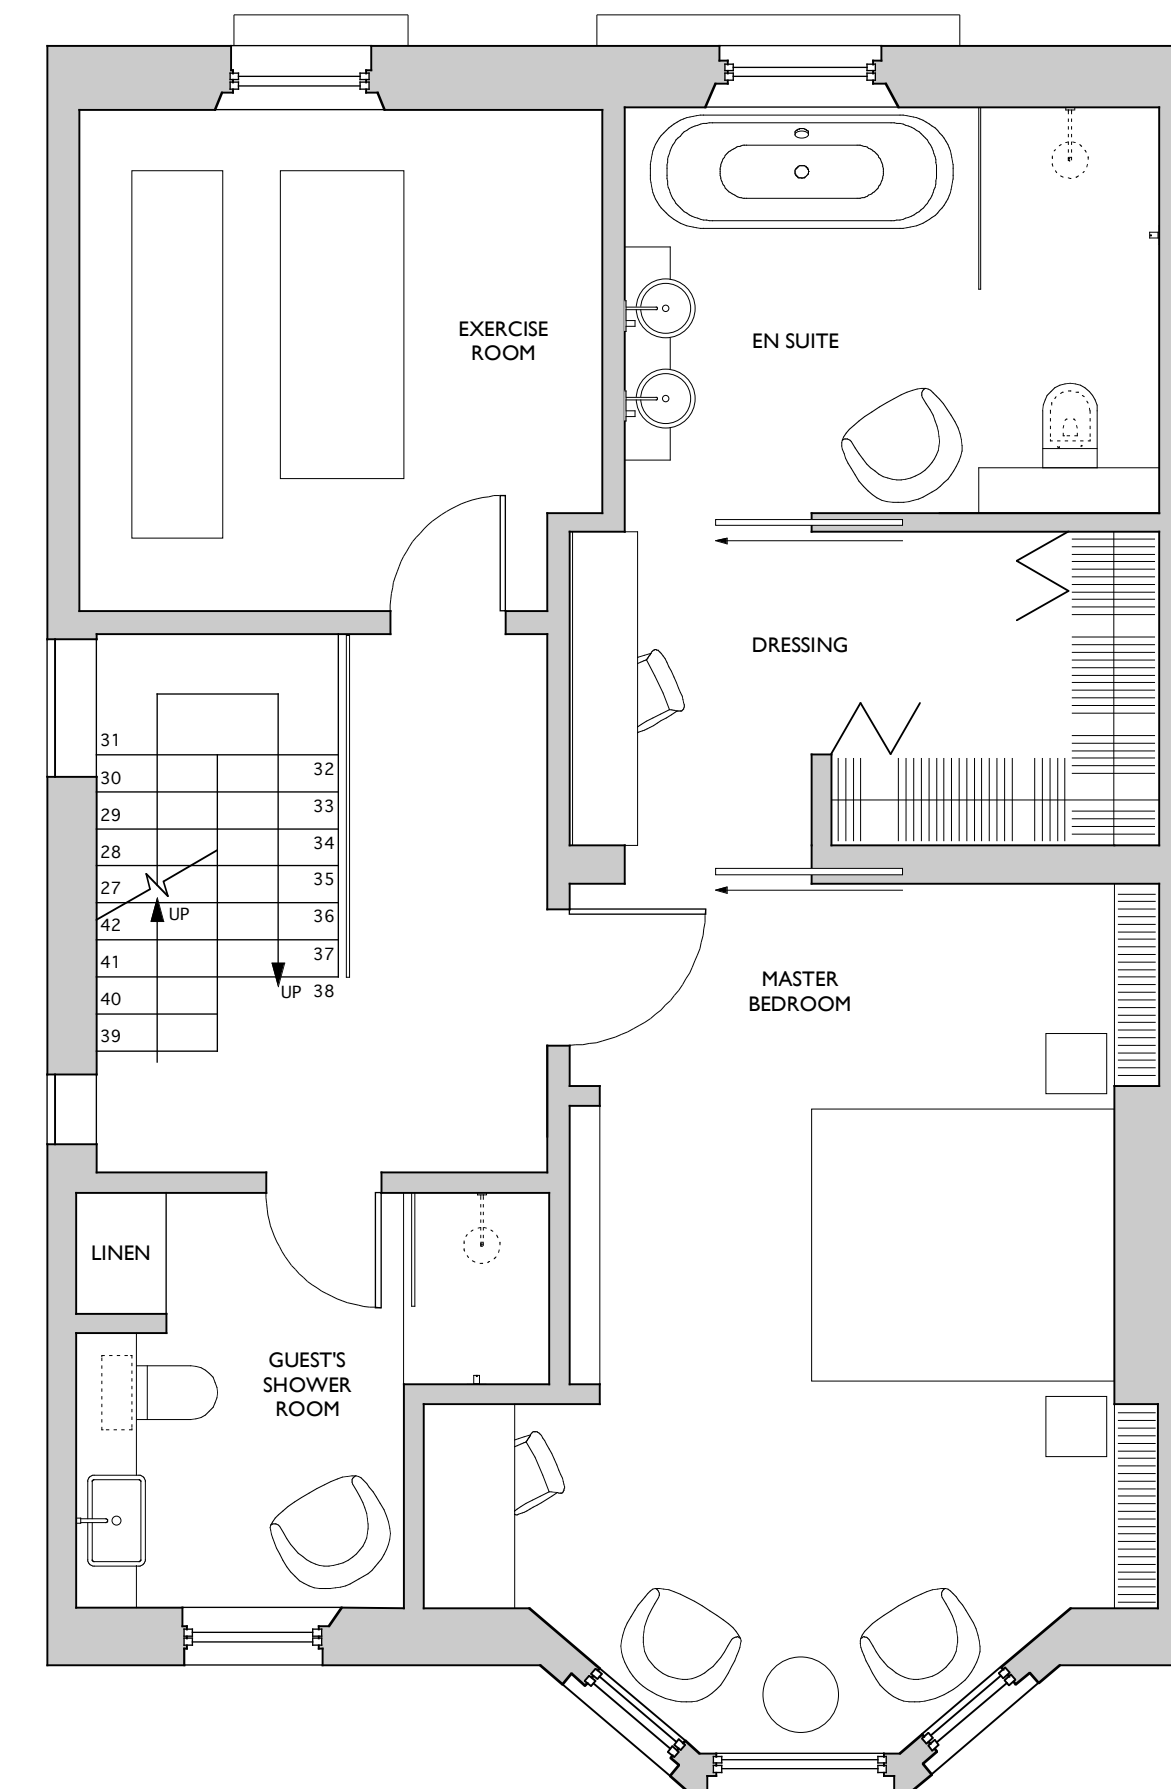 EXERCISE
ROOM
EN SUITE
DRESSING
31
30
29
28
27
42
41
40
39
32
33
34
35
36
37
38
UP
UP
MASTER
BEDROOM
LINEN
GUEST'S
SHOWER
ROOM